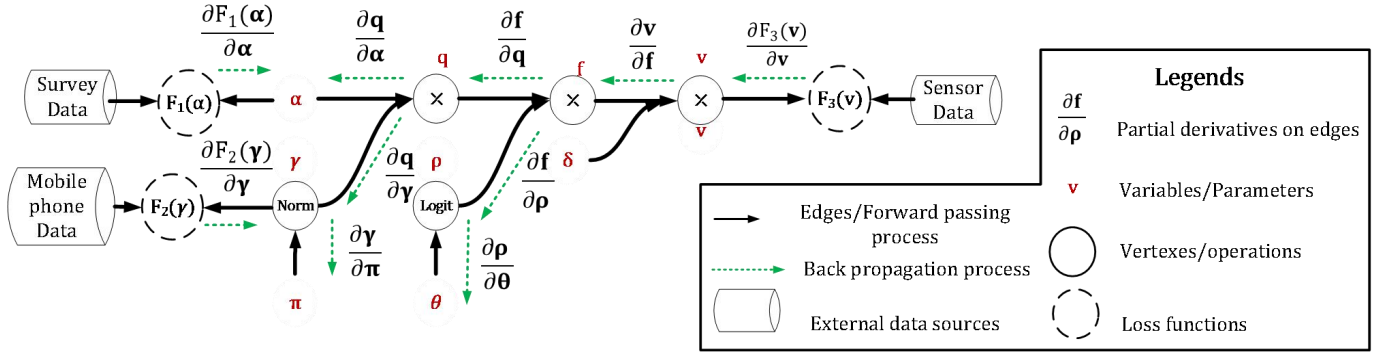 ∂F₁(α)
∂α
∂q
∂α
∂f
∂q
∂v
∂f
∂F₃(v)
∂v
q
f
v
Survey
Data
F₁(α)
α
×
×
×
F₃(v)
Sensor
Data
v
∂F₂(γ)
∂γ
γ
∂q
∂γ
ρ
∂f
∂ρ
δ
Mobile
phone
Data
F₂(γ)
Norm
Logit
∂γ
∂π
∂ρ
∂θ
π
θ
Legends
∂f
∂ρ
Partial derivatives on edges
v
Variables/Parameters
Edges/Forward passing
process
Vertexes/operations
Back propagation process
External data sources
Loss functions